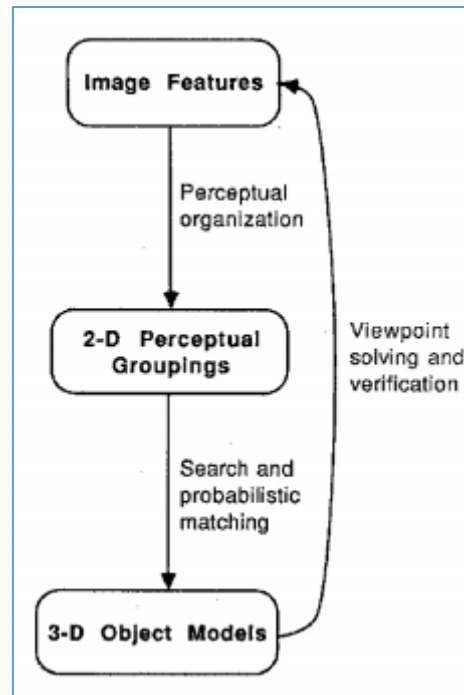 Image Features
Perceptual
organization
2-D Perceptual
Groupings
Viewpoint
solving and
verification
Search and
probabilistic
matching
3-D Object Models